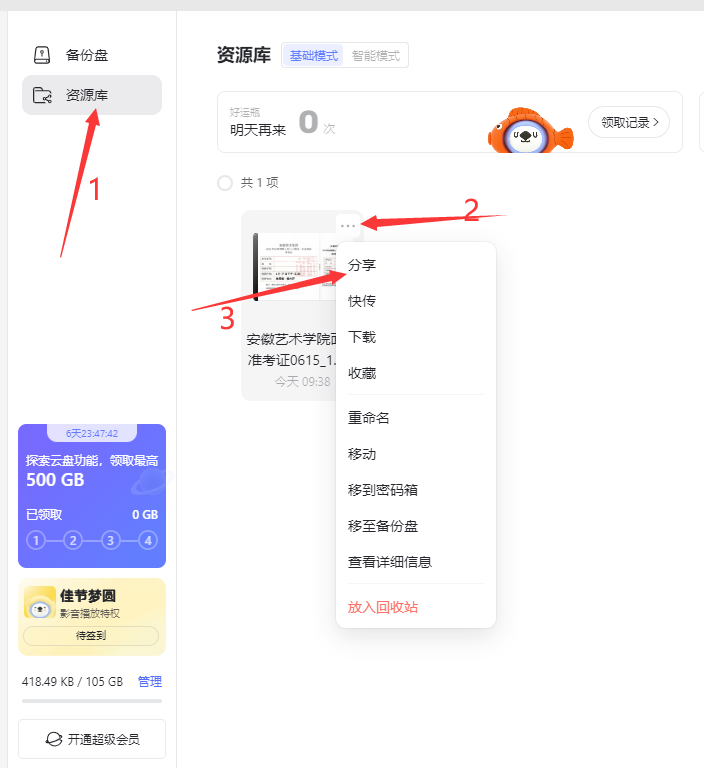 备份盘
资源库
1
资源库 基础模式 智能模式
好运瓶
明天再来 0 次
领取记录 >
共 1 项
...
2
3
安徽艺术学院面
准考证0615_1.
今天 09:38
分享
快传
下载
收藏
重命名
移动
移到密码箱
移至备份盘
查看详细信息
放入回收站
6天23:47:42
探索云盘功能，领取最高
500 GB
已领取 0 GB
1 2 3 4
佳节梦圆
影音播放特权
待签到
418.49 KB / 105 GB 管理
开通超级会员